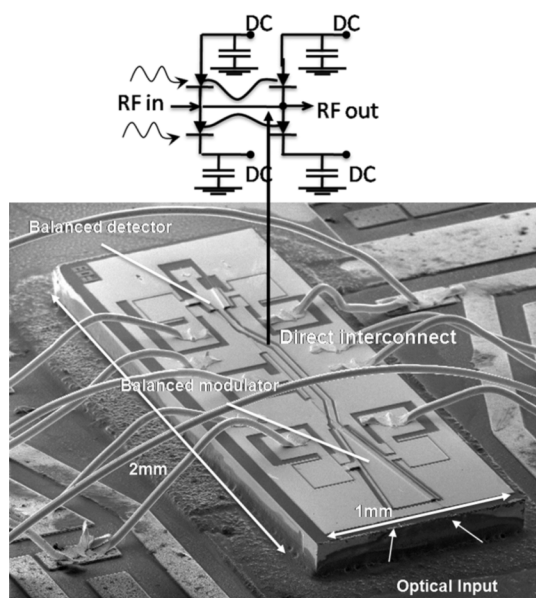 DC DC
RF in RF out
DC DC
Balanced detector
Direct interconnect
Balanced modulator
2mm
1mm
Optical Input